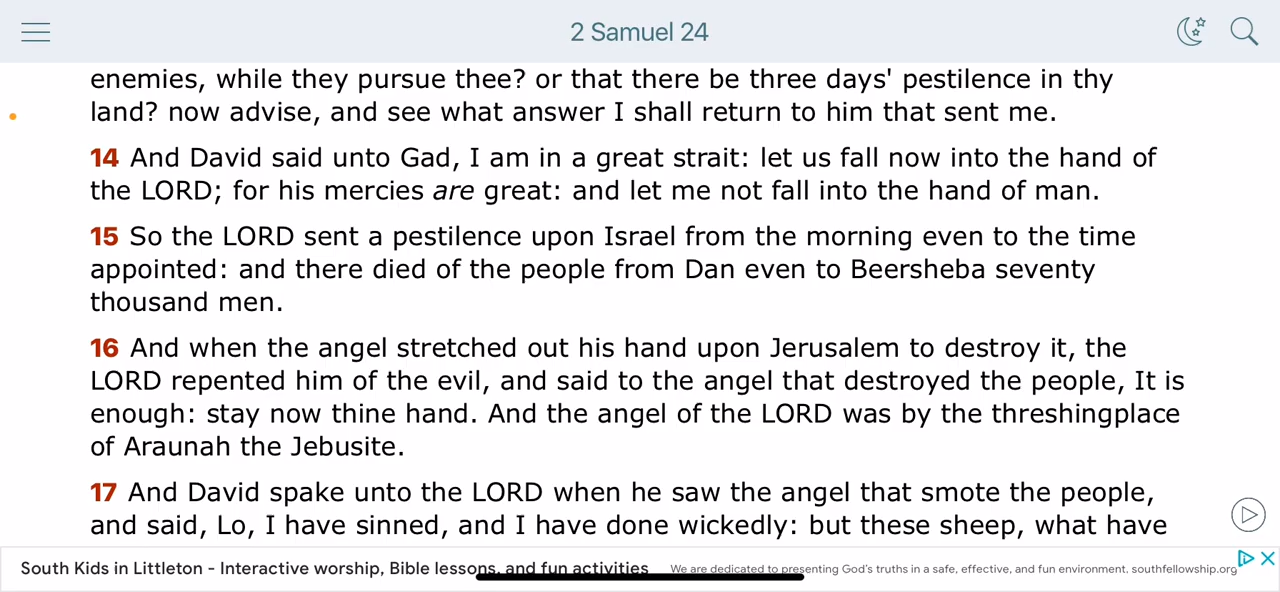 2 Samuel 24
enemies, while they pursue thee? or that there be three days' pestilence in thy
land? now advise, and see what answer I shall return to him that sent me.
14 And David said unto Gad, I am in a great strait: let us fall now into the hand of
the LORD; for his mercies are great: and let me not fall into the hand of man.
15 So the LORD sent a pestilence upon Israel from the morning even to the time
appointed: and there died of the people from Dan even to Beersheba seventy
thousand men.
16 And when the angel stretched out his hand upon Jerusalem to destroy it, the
LORD repented him of the evil, and said to the angel that destroyed the people, It is
enough: stay now thine hand. And the angel of the LORD was by the threshingplace
of Araunah the Jebusite.
17 And David spake unto the LORD when he saw the angel that smote the people,
and said, Lo, I have sinned, and I have done wickedly: but these sheep, what have
South Kids in Littleton - Interactive worship, Bible lessons, and fun activities We are dedicated to presenting God's truths in a safe, effective, and fun environment. southfellowship.org